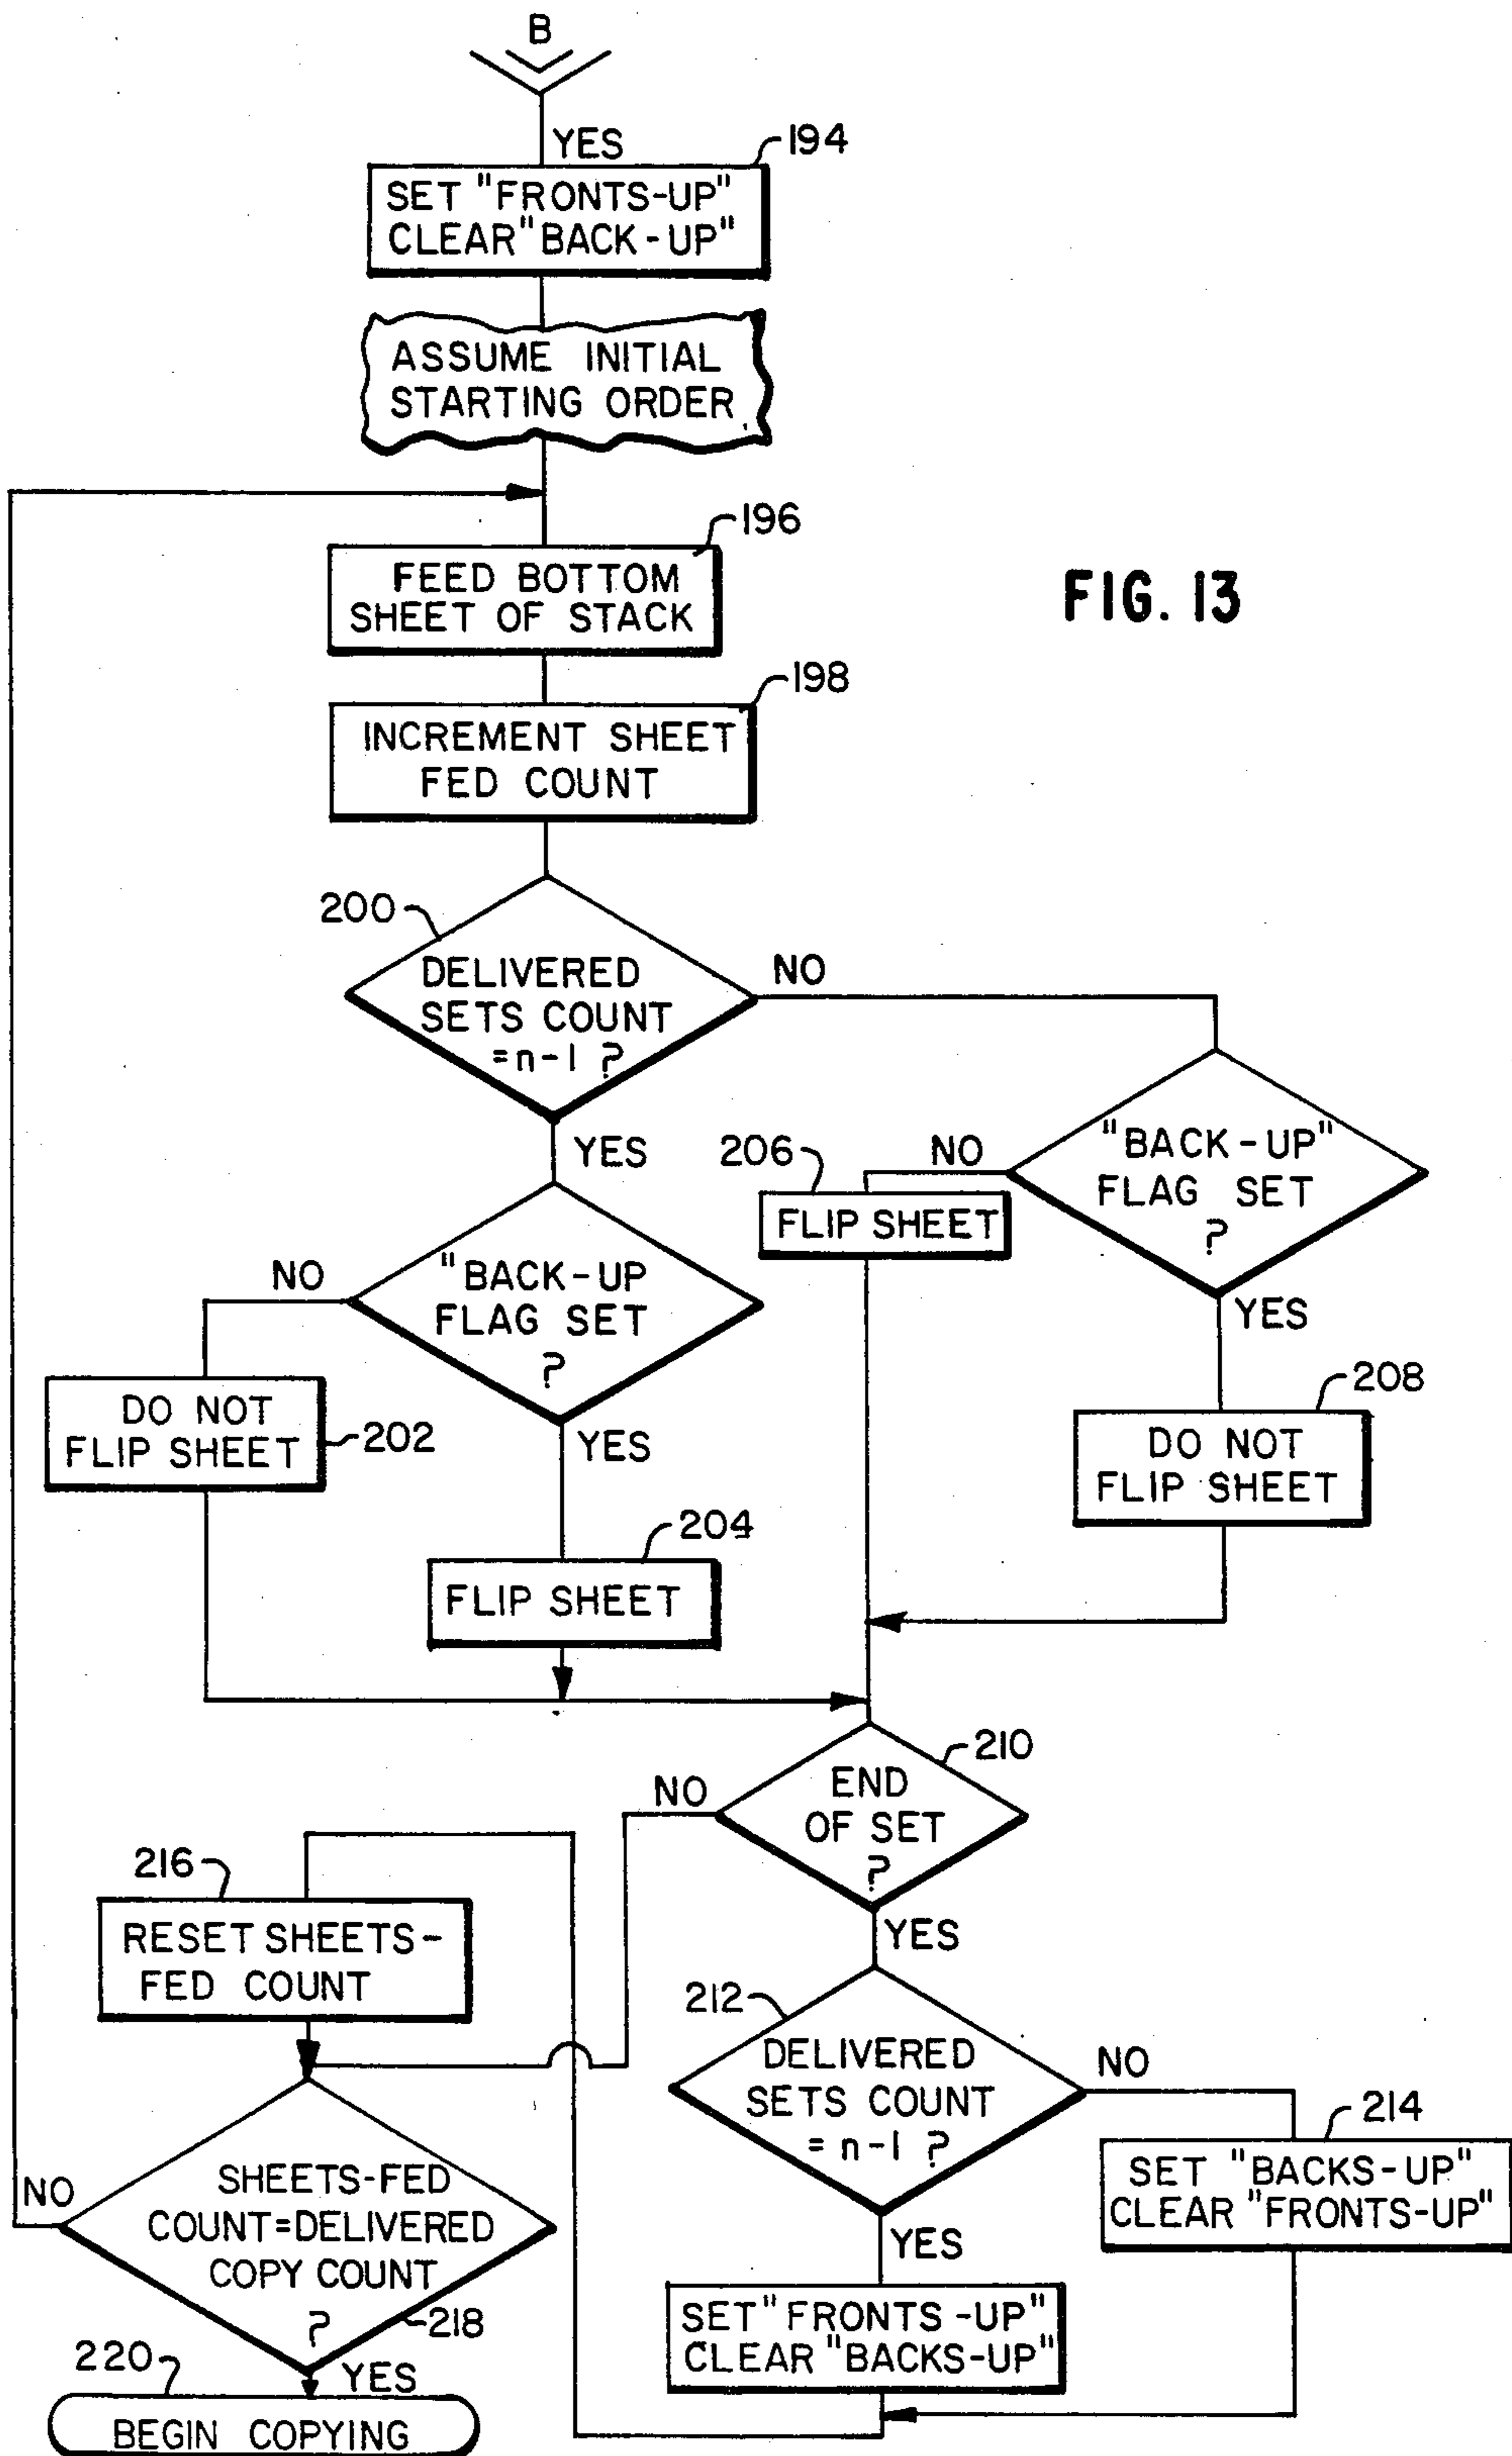 B
YES
194
SET "FRONTS-UP"
CLEAR "BACK-UP"
ASSUME INITIAL
STARTING ORDER
196
FEED BOTTOM
SHEET OF STACK
FIG. 13
198
INCREMENT SHEET
FED COUNT
200
DELIVERED
SETS COUNT
=n-1 ?
NO
YES
"BACK-UP"
FLAG SET
?
NO
206
FLIP SHEET
YES
"BACK-UP
FLAG SET
?
NO
DO NOT
FLIP SHEET
202
YES
208
DO NOT
FLIP SHEET
204
FLIP SHEET
210
END
OF SET
?
NO
YES
216
RESET SHEETS-
FED COUNT
212
DELIVERED
SETS COUNT
= n-1 ?
NO
214
SET "BACKS-UP"
CLEAR "FRONTS-UP"
YES
SET "FRONTS-UP"
CLEAR "BACKS-UP"
SHEETS-FED
COUNT=DELIVERED
COPY COUNT
?
NO
218
YES
220
BEGIN COPYING